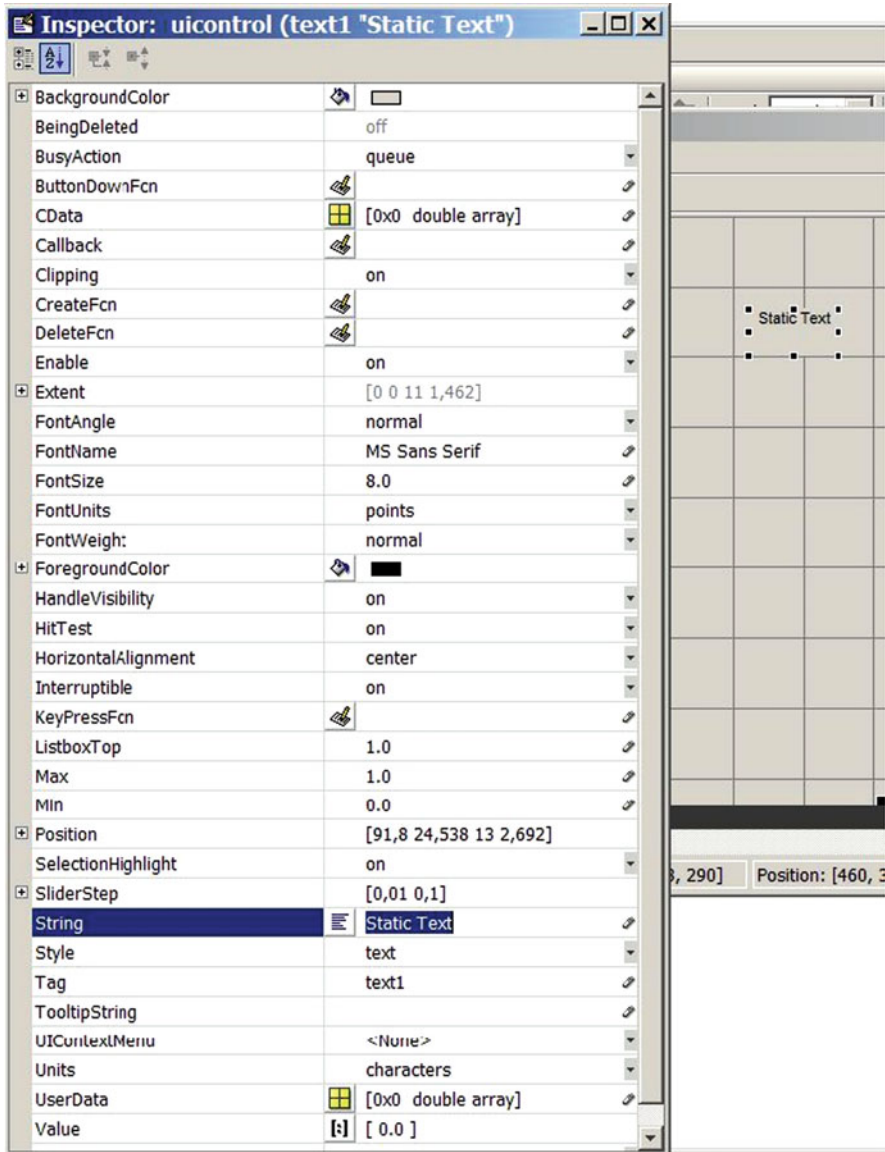 Inspector: uicontrol (text1 "Static Text")
BackgroundColor
BeingDeleted off
BusyAction queue
ButtonDownFcn
CData [0x0 double array]
Callback
Clipping on
CreateFcn
DeleteFcn
Enable on
Extent [0 0 11 1,462]
FontAngle normal
FontName MS Sans Serif
FontSize 8.0
FontUnits points
FontWeight normal
ForegroundColor
HandleVisibility on
HitTest on
HorizontalAlignment center
Interruptible on
KeyPressFcn
ListboxTop 1.0
Max 1.0
Min 0.0
Position [91,8 24,538 13 2,692]
SelectionHighlight on
SliderStep [0,01 0,1]
String Static Text
Style text
Tag text1
TooltipString
UIContextMenu <None>
Units characters
UserData [0x0 double array]
Value [ 0.0 ]
Static Text
, 290] Position: [460, 3